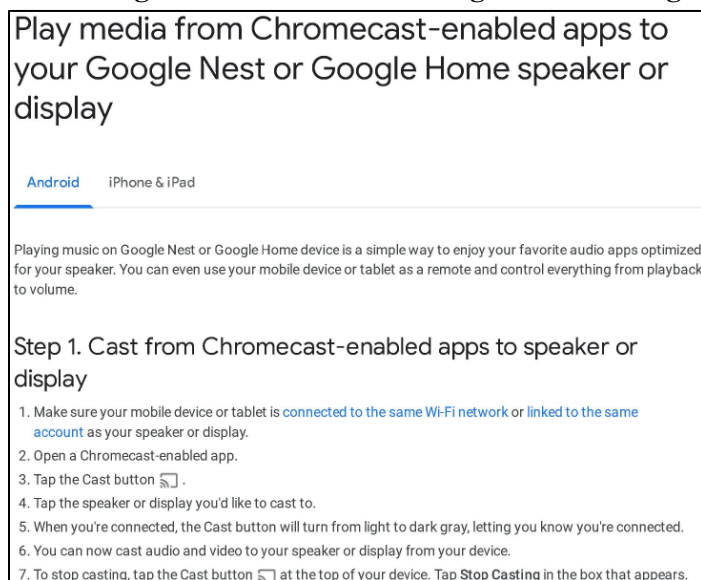 Play media from Chromecast-enabled apps to
your Google Nest or Google Home speaker or
display
Android iPhone & iPad
Playing music on Google Nest or Google Home device is a simple way to enjoy your favorite audio apps optimized
for your speaker. You can even use your mobile device or tablet as a remote and control everything from playback
to volume.
Step 1. Cast from Chromecast-enabled apps to speaker or
display
1. Make sure your mobile device or tablet is connected to the same Wi-Fi network or linked to the same
account as your speaker or display.
2. Open a Chromecast-enabled app.
3. Tap the Cast button .
4. Tap the speaker or display you'd like to cast to.
5. When you're connected, the Cast button will turn from light to dark gray, letting you know you're connected.
6. You can now cast audio and video to your speaker or display from your device.
7. To stop casting, tap the Cast button at the top of your device. Tap Stop Casting in the box that appears.